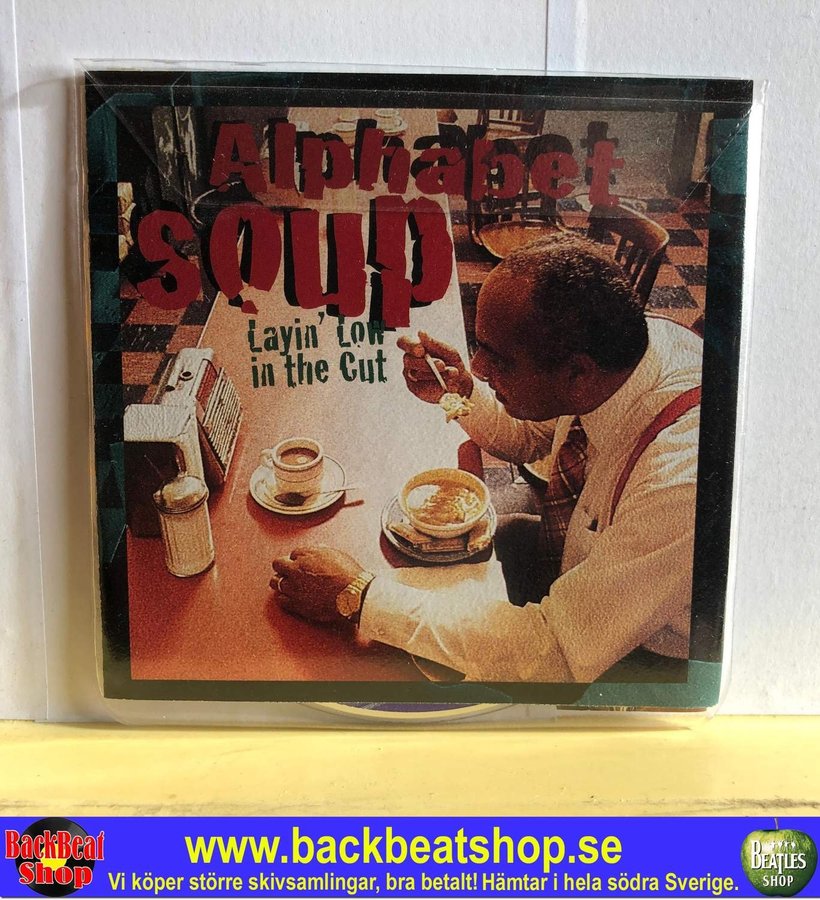 Alphabet
soup
Layin' Low
in the Cut
BackBeat
Shop
www.backbeatshop.se
Vi köper större skivsamlingar, bra betalt! Hämtar i hela södra Sverige.
BEATLES
SHOP